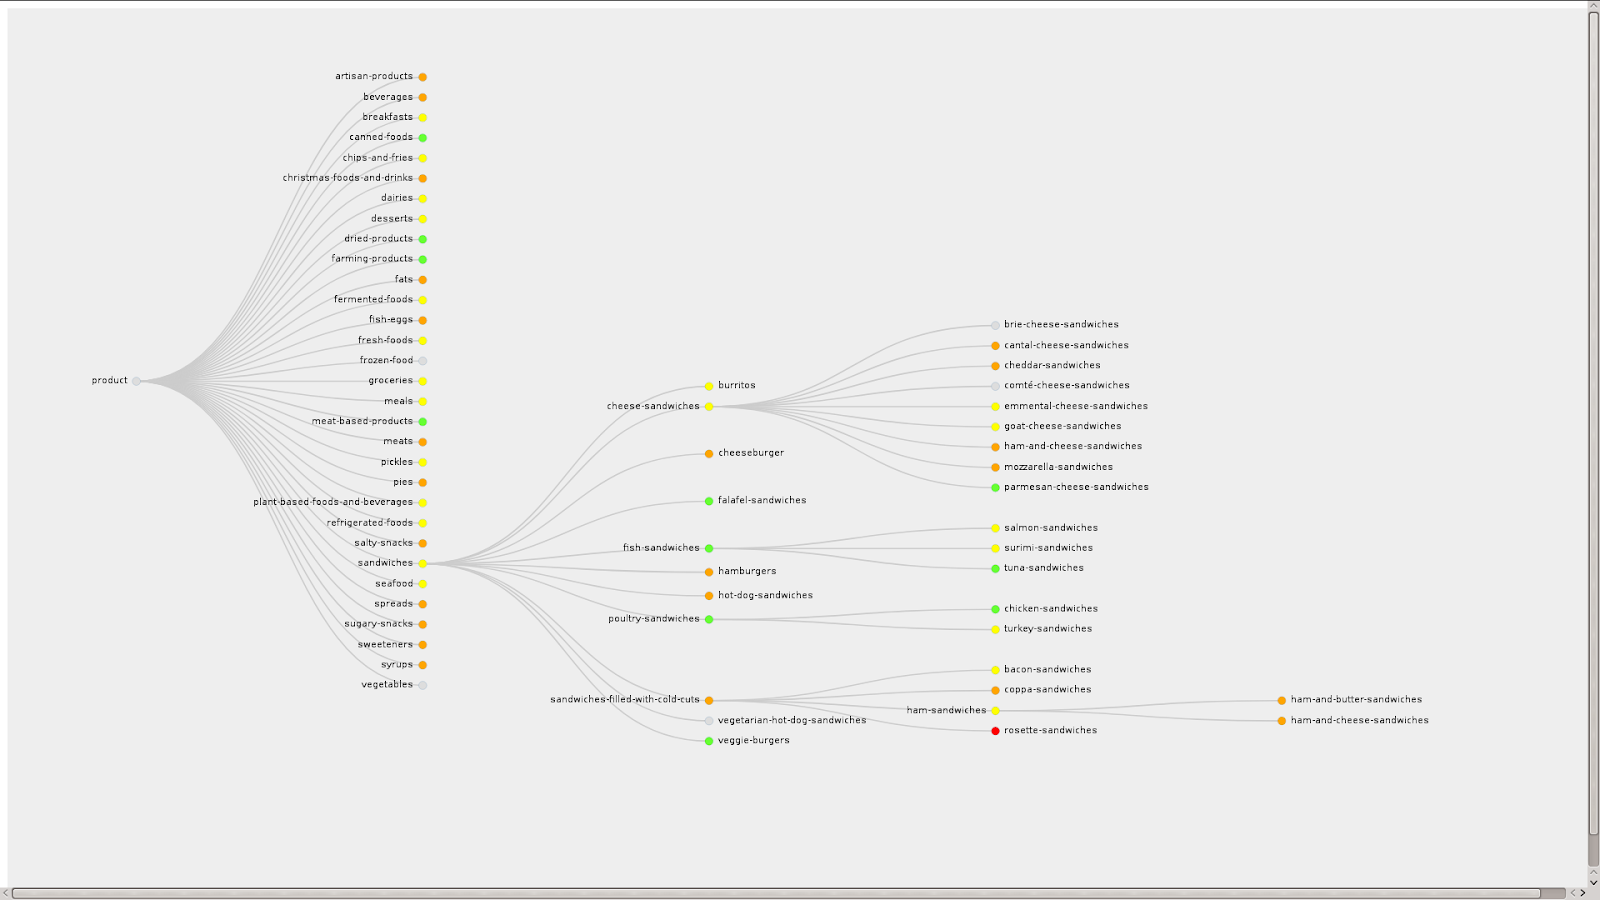 product
artisan-products
beverages
breakfasts
canned-foods
chips-and-fries
christmas-foods-and-drinks
dairies
desserts
dried-products
farming-products
fats
fermented-foods
fish-eggs
fresh-foods
frozen-food
groceries
meals
meat-based-products
meats
pickles
pies
plant-based-foods-and-beverages
refrigerated-foods
salty-snacks
sandwiches
seafood
spreads
sugary-snacks
sweeteners
syrups
vegetables
burritos
cheese-sandwiches
cheeseburger
falafel-sandwiches
fish-sandwiches
hamburgers
hot-dog-sandwiches
poultry-sandwiches
sandwiches-filled-with-cold-cuts
vegetarian-hot-dog-sandwiches
veggie-burgers
brie-cheese-sandwiches
cantal-cheese-sandwiches
cheddar-sandwiches
comté-cheese-sandwiches
emmental-cheese-sandwiches
goat-cheese-sandwiches
ham-and-cheese-sandwiches
mozzarella-sandwiches
parmesan-cheese-sandwiches
salmon-sandwiches
surimi-sandwiches
tuna-sandwiches
chicken-sandwiches
turkey-sandwiches
bacon-sandwiches
coppa-sandwiches
ham-sandwiches
rosette-sandwiches
ham-and-butter-sandwiches
ham-and-cheese-sandwiches